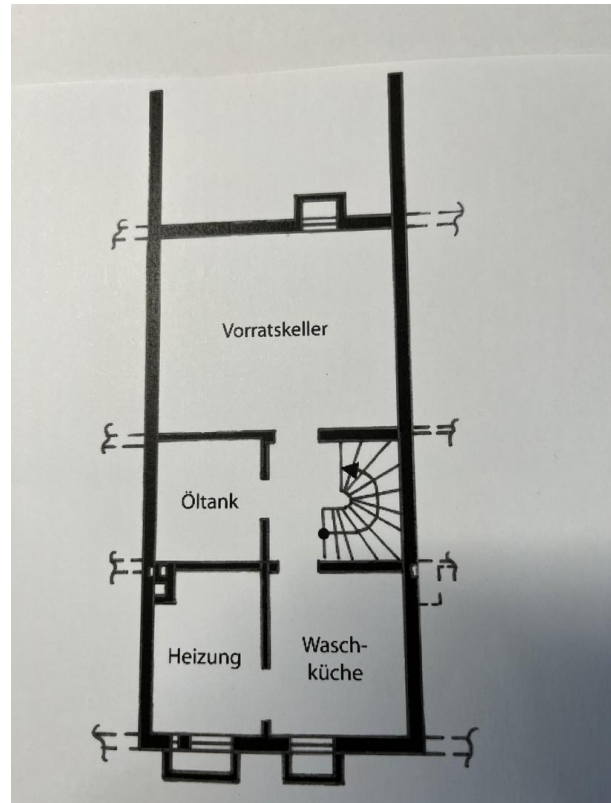 Vorratskeller
Öltank
Heizung
Wasch-
küche